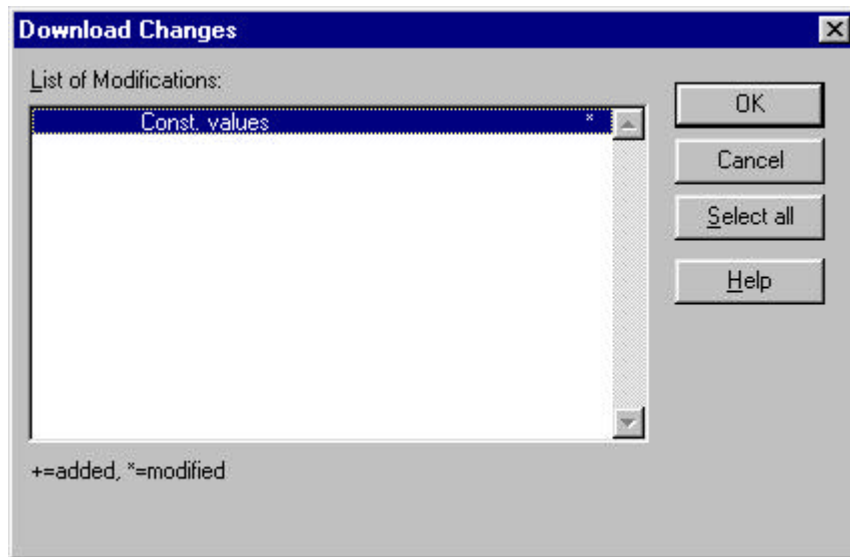 Download Changes
List of Modifications:
Const. values *
OK
Cancel
Select all
Help
+=added, *=modified